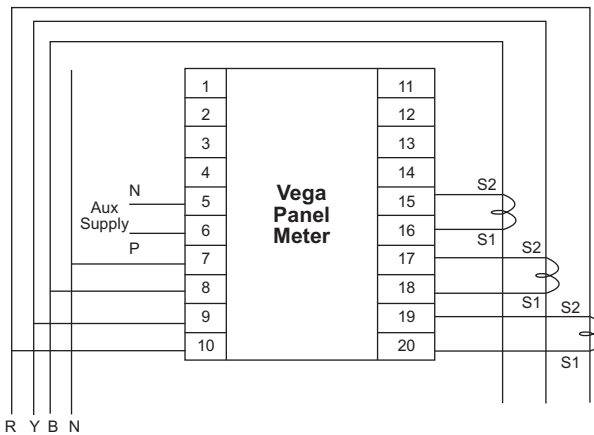 1 11
2 12
3 13
4 14
N 5 15 S2
Aux
Supply
Vega
Panel
Meter
P 6 16 S1
7 17 S2
8 18 S1
9 19 S2
10 20 S1
R Y B N